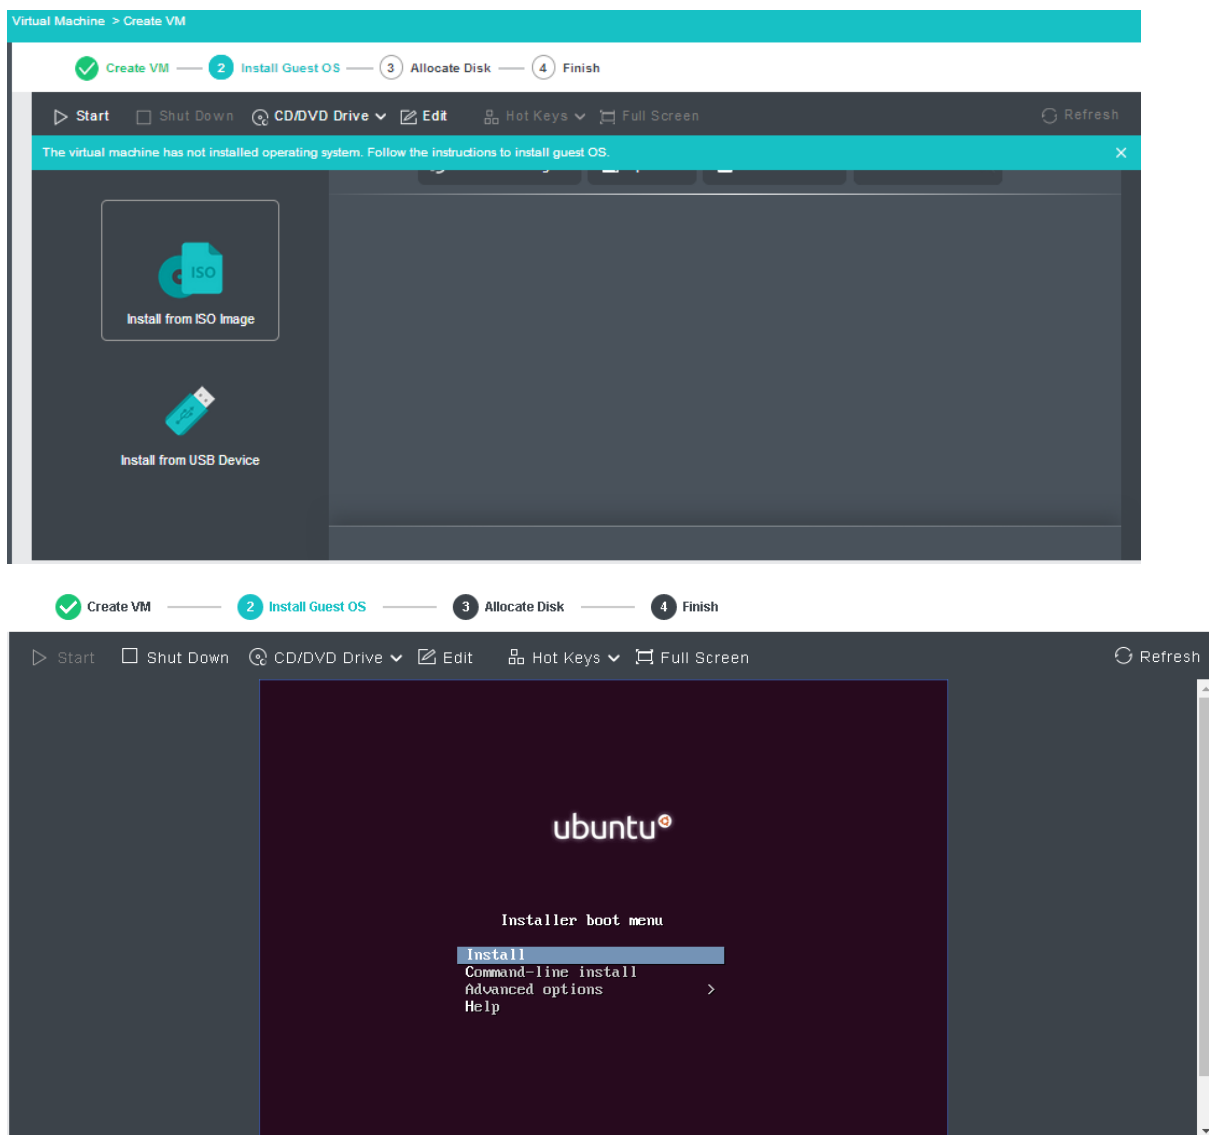 Virtual Machine > Create VM
Create VM 2 Install Guest OS 3 Allocate Disk 4 Finish
Start Shut Down CD/DVD Drive Edit Hot Keys Full Screen Refresh
The virtual machine has not installed operating system. Follow the instructions to install guest OS.
ISO
Install from ISO Image
Install from USB Device
Create VM 2 Install Guest OS 3 Allocate Disk 4 Finish
Start Shut Down CD/DVD Drive Edit Hot Keys Full Screen Refresh
ubuntu
Installer boot menu
Install
Command-line install
Advanced options >
Help